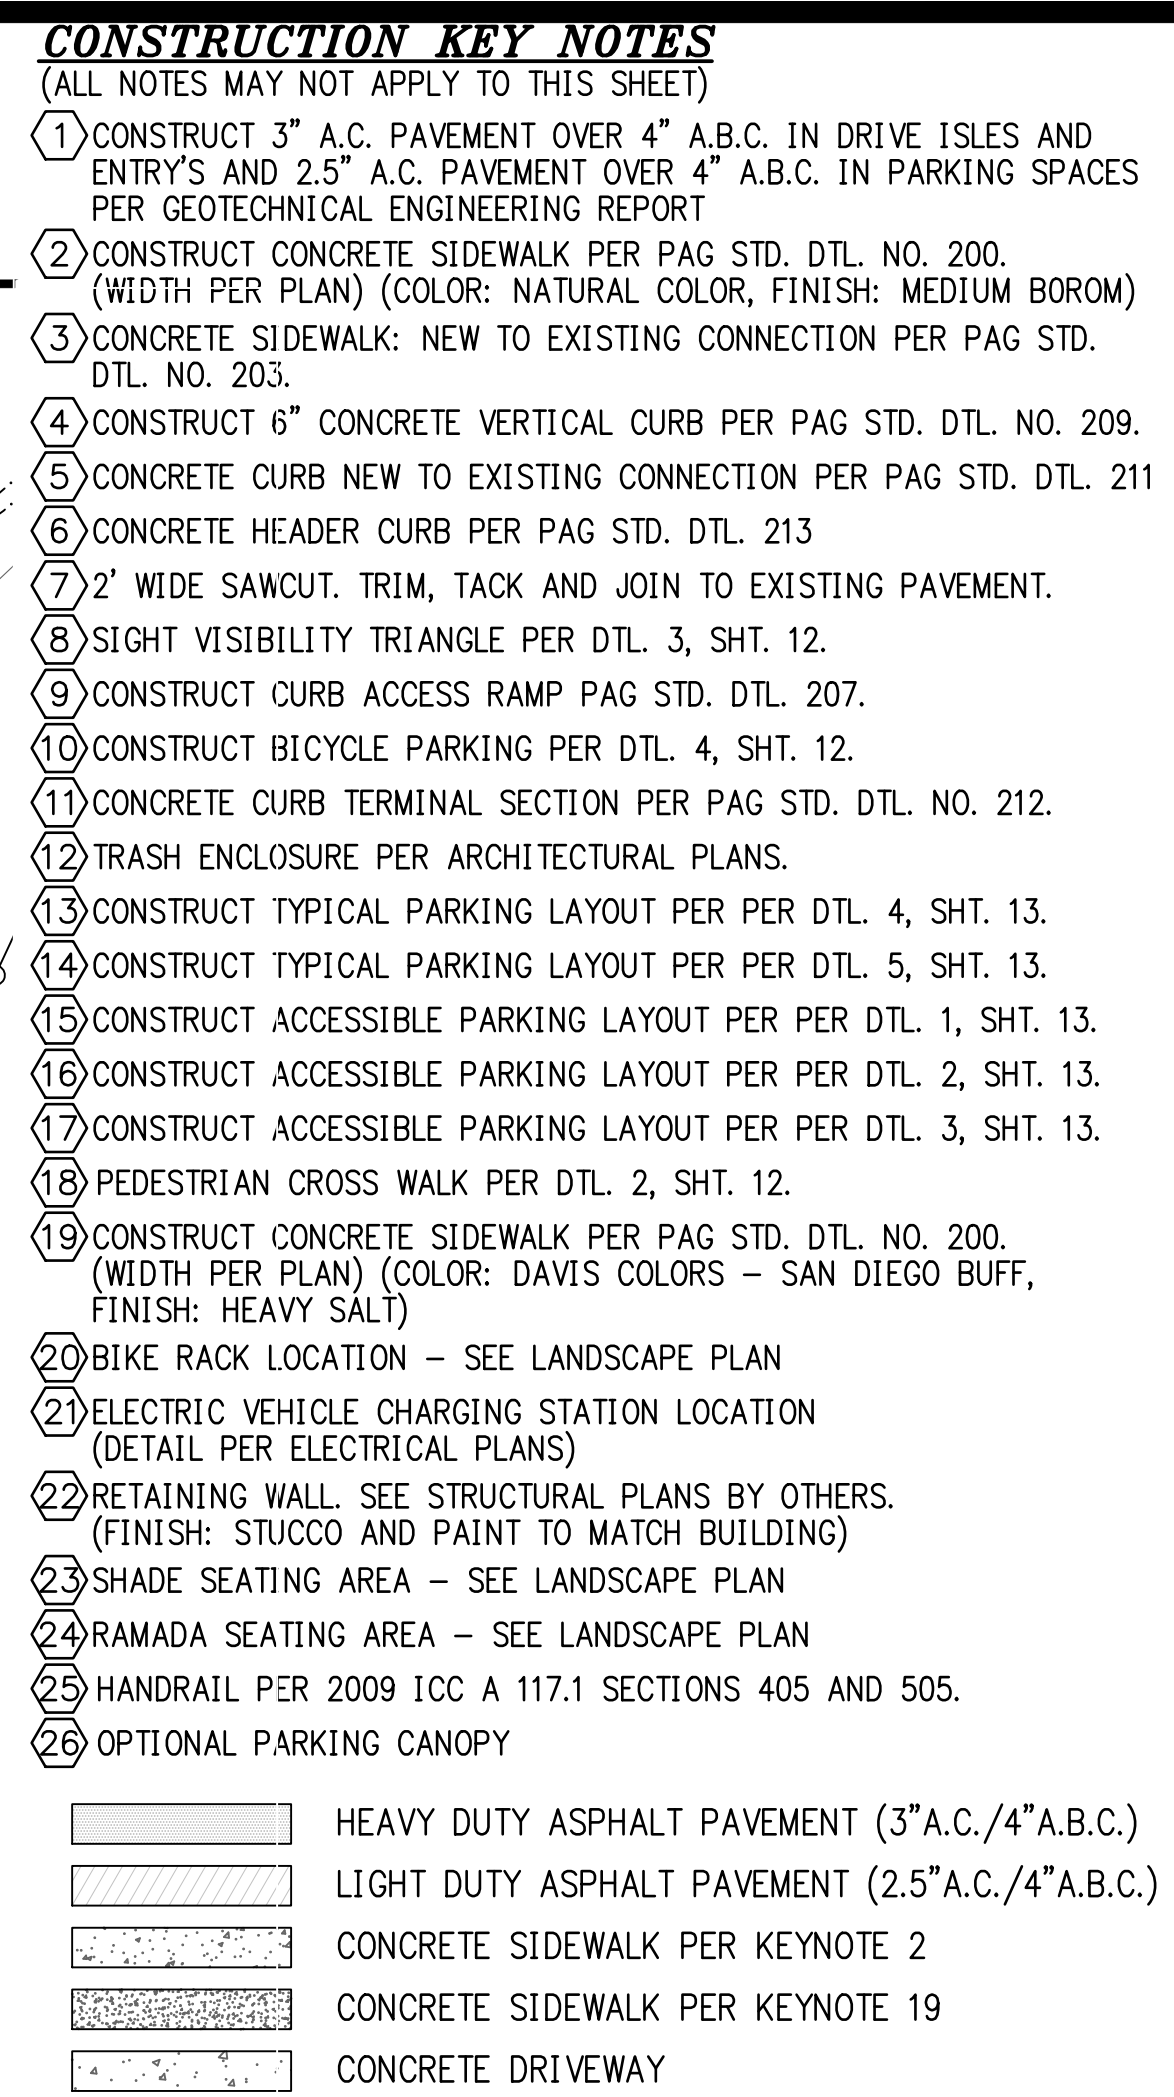 CONSTRUCTION KEY NOTES
(ALL NOTES MAY NOT APPLY TO THIS SHEET)
1 CONSTRUCT 3" A.C. PAVEMENT OVER 4" A.B.C. IN DRIVE ISLES AND
ENTRY'S AND 2.5" A.C. PAVEMENT OVER 4" A.B.C. IN PARKING SPACES
PER GEOTECHNICAL ENGINEERING REPORT
2 CONSTRUCT CONCRETE SIDEWALK PER PAG STD. DTL. NO. 200.
(WIDTH PER PLAN) (COLOR: NATURAL COLOR, FINISH: MEDIUM BOROM)
3 CONCRETE SIDEWALK: NEW TO EXISTING CONNECTION PER PAG STD.
DTL. NO. 203.
4 CONSTRUCT 6" CONCRETE VERTICAL CURB PER PAG STD. DTL. NO. 209.
5 CONCRETE CURB NEW TO EXISTING CONNECTION PER PAG STD. DTL. 211
6 CONCRETE HEADER CURB PER PAG STD. DTL. 213
7 2' WIDE SAWCUT. TRIM, TACK AND JOIN TO EXISTING PAVEMENT.
8 SIGHT VISIBILITY TRIANGLE PER DTL. 3, SHT. 12.
9 CONSTRUCT CURB ACCESS RAMP PAG STD. DTL. 207.
10 CONSTRUCT BICYCLE PARKING PER DTL. 4, SHT. 12.
11 CONCRETE CURB TERMINAL SECTION PER PAG STD. DTL. NO. 212.
12 TRASH ENCLOSURE PER ARCHITECTURAL PLANS.
13 CONSTRUCT TYPICAL PARKING LAYOUT PER PER DTL. 4, SHT. 13.
14 CONSTRUCT TYPICAL PARKING LAYOUT PER PER DTL. 5, SHT. 13.
15 CONSTRUCT ACCESSIBLE PARKING LAYOUT PER PER DTL. 1, SHT. 13.
16 CONSTRUCT ACCESSIBLE PARKING LAYOUT PER PER DTL. 2, SHT. 13.
17 CONSTRUCT ACCESSIBLE PARKING LAYOUT PER PER DTL. 3, SHT. 13.
18 PEDESTRIAN CROSS WALK PER DTL. 2, SHT. 12.
19 CONSTRUCT CONCRETE SIDEWALK PER PAG STD. DTL. NO. 200.
(WIDTH PER PLAN) (COLOR: DAVIS COLORS – SAN DIEGO BUFF,
FINISH: HEAVY SALT)
20 BIKE RACK LOCATION – SEE LANDSCAPE PLAN
21 ELECTRIC VEHICLE CHARGING STATION LOCATION
(DETAIL PER ELECTRICAL PLANS)
22 RETAINING WALL. SEE STRUCTURAL PLANS BY OTHERS.
(FINISH: STUCCO AND PAINT TO MATCH BUILDING)
23 SHADE SEATING AREA – SEE LANDSCAPE PLAN
24 RAMADA SEATING AREA – SEE LANDSCAPE PLAN
25 HANDRAIL PER 2009 ICC A 117.1 SECTIONS 405 AND 505.
26 OPTIONAL PARKING CANOPY
HEAVY DUTY ASPHALT PAVEMENT (3"A.C./4"A.B.C.)
LIGHT DUTY ASPHALT PAVEMENT (2.5"A.C./4"A.B.C.)
CONCRETE SIDEWALK PER KEYNOTE 2
CONCRETE SIDEWALK PER KEYNOTE 19
CONCRETE DRIVEWAY